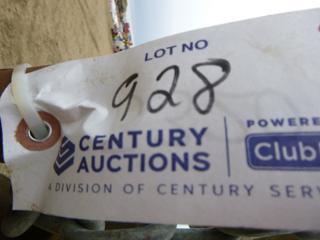 LOT NO
928
CENTURY
AUCTIONS
A DIVISION OF CENTURY SERV
POWERE
Club